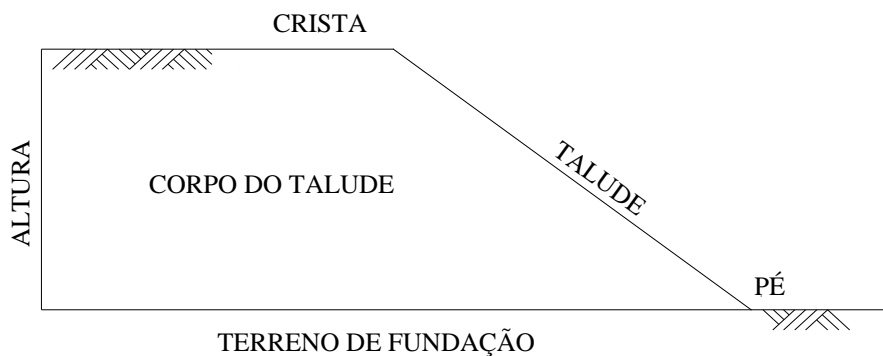 CRISTA
ALTURA
CORPO DO TALUDE
TALUDE
PÉ
TERRENO DE FUNDAÇÃO